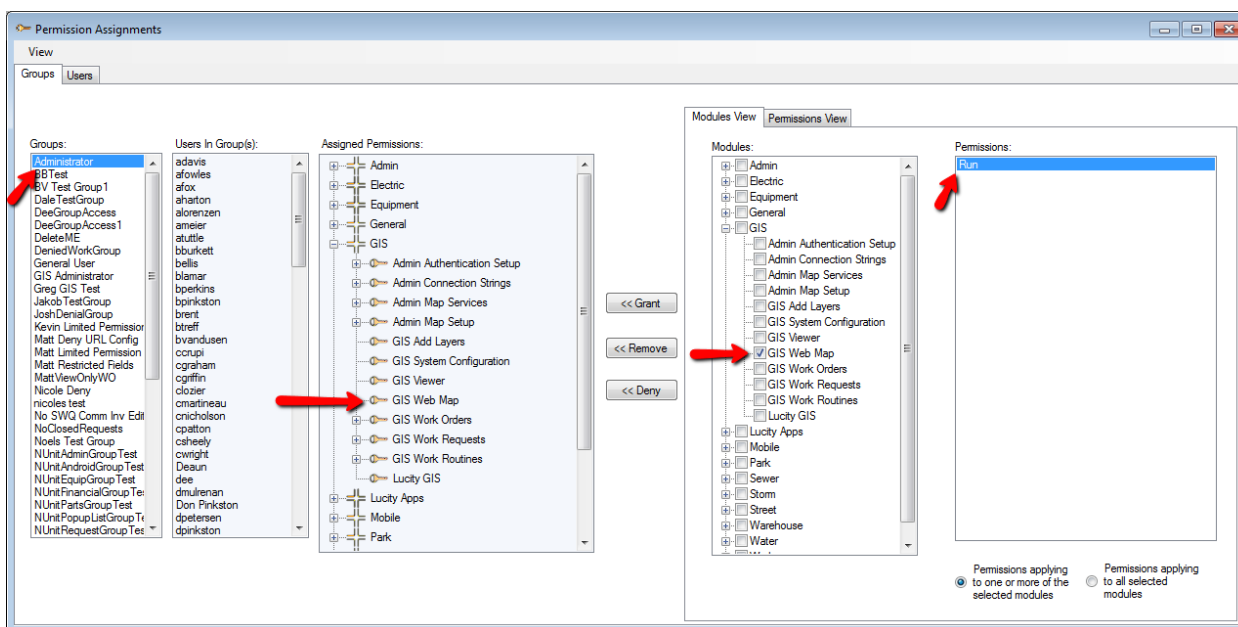 Permission Assignments
View
Groups
Users
Groups:
Administrator
BBTest
BV Test Group1
DaleTestGroup
DeeGroupAccess
DeeGroupAccess1
DeleteME
DeniedWorkGroup
General User
GIS Administrator
Greg GIS Test
JakobTestGroup
JoshDenialGroup
Kevin Limited Permission
Matt Deny URL Config
Matt Limited Permission
Matt Restricted Fields
MattViewOnlyWO
Nicole Deny
nicoles test
No SWQ Comm Inv Edit
NoClosedRequests
Noels Test Group
NUnitAdminGroupTest
NUnitAndroidGroupTest
NUnitEquipGroupTest
NUnitFinancialGroupTe
NUnitPartsGroupTest
NUnitPopupListGroupTe
NUnitRequestGroupTes
Users In Group(s):
adavis
afowles
afox
aharton
alorenzen
ameier
atuttle
bburkett
bellis
blamar
bperkins
bpinkston
brent
btreff
bvandusen
ccrupi
cgraham
cgriffin
clozier
cmartineau
cnicholson
cpatton
csheely
cwright
Deaun
dee
dmulrenan
Don Pinkston
dpetersen
dpinkston
Assigned Permissions:
Admin
Electric
Equipment
General
GIS
Admin Authentication Setup
Admin Connection Strings
Admin Map Services
Admin Map Setup
GIS Add Layers
GIS System Configuration
GIS Viewer
GIS Web Map
GIS Work Orders
GIS Work Requests
GIS Work Routines
Lucity GIS
Lucity Apps
Mobile
Park
<< Grant
<< Remove
<< Deny
Modules View
Permissions View
Modules:
Admin
Electric
Equipment
General
GIS
Admin Authentication Setup
Admin Connection Strings
Admin Map Services
Admin Map Setup
GIS Add Layers
GIS System Configuration
GIS Viewer
GIS Web Map
GIS Work Orders
GIS Work Requests
GIS Work Routines
Lucity GIS
Lucity Apps
Mobile
Park
Sewer
Storm
Street
Warehouse
Water
Permissions:
Run
Permissions applying
to one or more of the
selected modules
Permissions applying
to all selected
modules